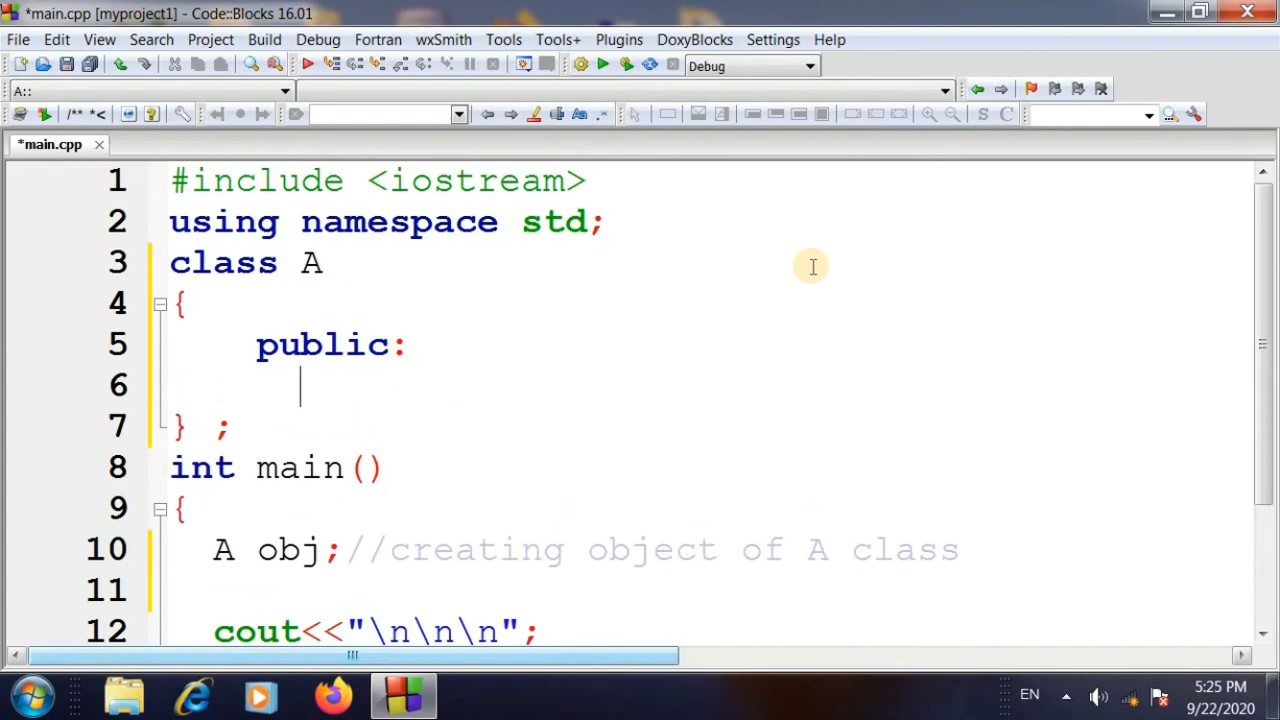 *main.cpp [myproject1] - Code::Blocks 16.01
File Edit View Search Project Build Debug Fortran wxSmith Tools Tools+ Plugins DoxyBlocks Settings Help
Debug
A::
/** *< ? .* S C
*main.cpp
1 #include <iostream>
2 using namespace std;
3 class A
4 {
5 public:
6
7 } ;
8 int main()
9 {
10 A obj;//creating object of A class
11
12 cout<<"\n\n\n";
EN
5:25 PM
9/22/2020